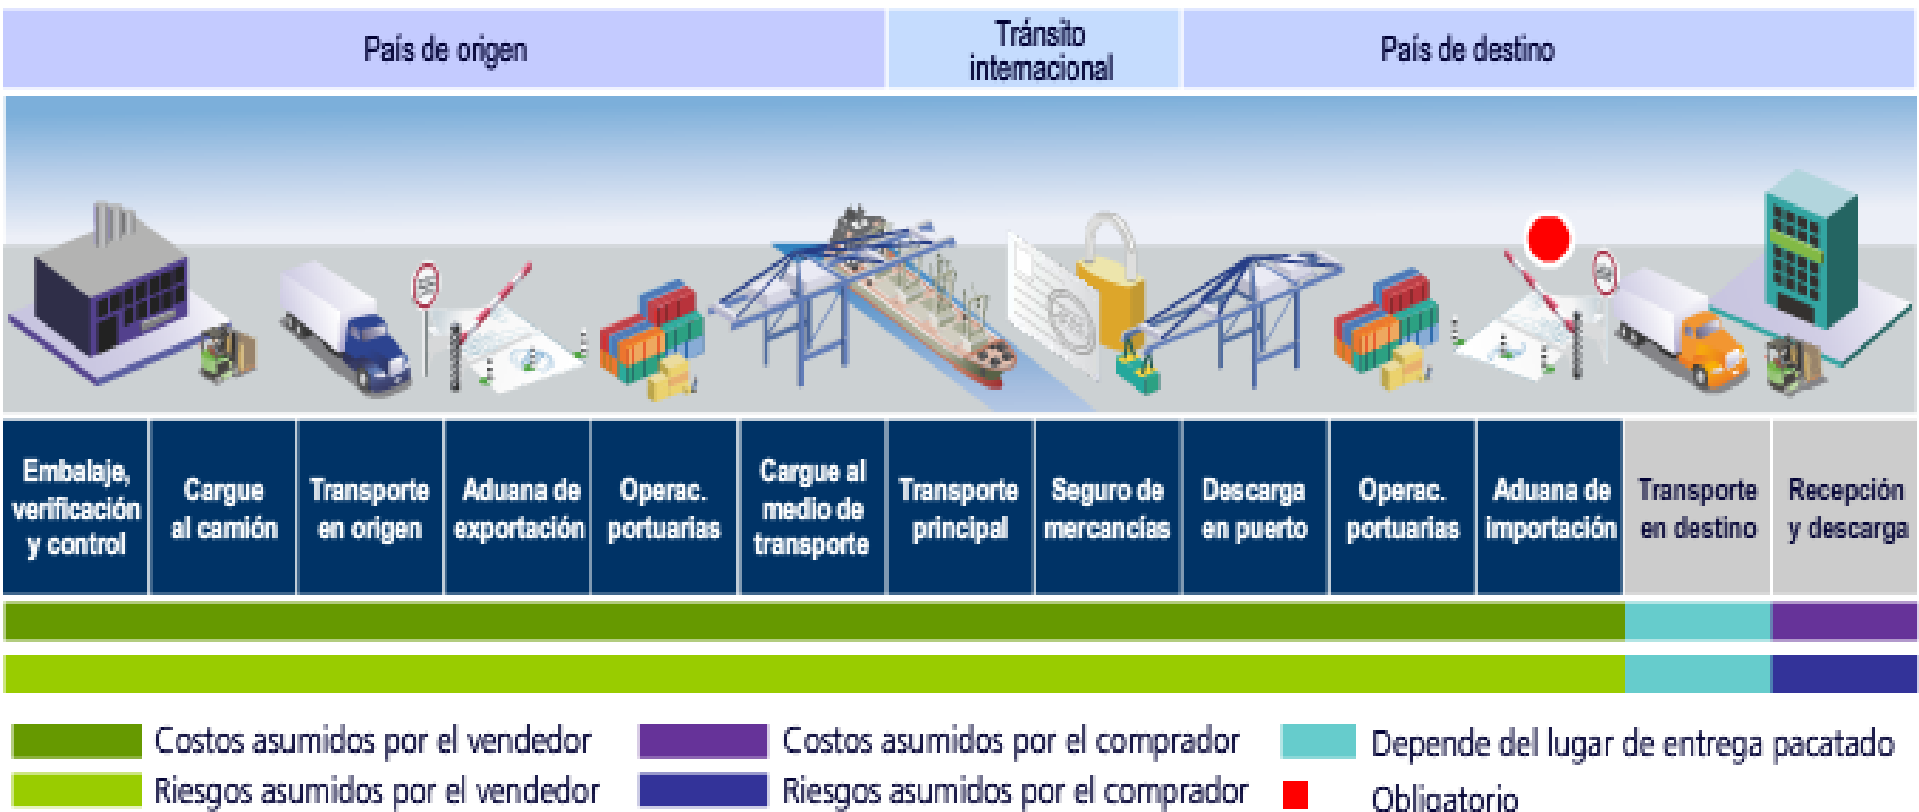 País de origen
Tránsito
internacional
País de destino
Embalaje,
verificación
y control
Cargue
al camión
Transporte
en origen
Aduana de
exportación
Operac.
portuarias
Cargue al
medio de
transporte
Transporte
principal
Seguro de
mercancías
Descarga
en puerto
Operac.
portuarias
Aduana de
importación
Transporte
en destino
Recepción
y descarga
Costos asumidos por el vendedor
Costos asumidos por el comprador
Depende del lugar de entrega pacatado
Riesgos asumidos por el vendedor
Riesgos asumidos por el comprador
Obligatorio